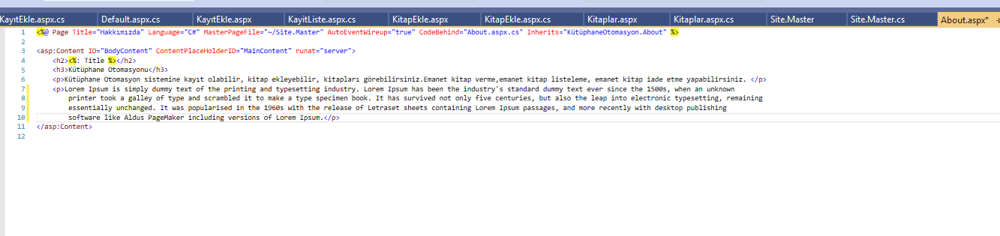 KayıtEkle.aspx.cs Default.aspx.cs KayıtEkle.aspx KayitListe.aspx.cs KitapEkle.aspx KitapEkle.aspx.cs Kitaplar.aspx Kitaplar.aspx.cs Site.Master Site.Master.cs About.aspx*
1 <%@ Page Title="Hakkımızda" Language="C#" MasterPageFile="~/Site.Master" AutoEventWireup="true" CodeBehind="About.aspx.cs" Inherits="KütüphaneOtomasyon.About" %>
2
3 <asp:Content ID="BodyContent" ContentPlaceHolderID="MainContent" runat="server">
4 <h2><%: Title %></h2>
5 <h3>Kütüphane Otomasyonu</h3>
6 <p>Kütüphane Otomasyon sistemine kayıt olabilir, kitap ekleyebilir, kitapları görebilirsiniz.Emanet kitap verme,emanet kitap listeleme, emanet kitap iade etme yapabilirsiniz. </p>
7 <p>Lorem Ipsum is simply dummy text of the printing and typesetting industry. Lorem Ipsum has been the industry's standard dummy text ever since the 1500s, when an unknown
8 printer took a galley of type and scrambled it to make a type specimen book. It has survived not only five centuries, but also the leap into electronic typesetting, remaining
9 essentially unchanged. It was popularised in the 1960s with the release of Letraset sheets containing Lorem Ipsum passages, and more recently with desktop publishing
10 software like Aldus PageMaker including versions of Lorem Ipsum.</p>
11 </asp:Content>
12